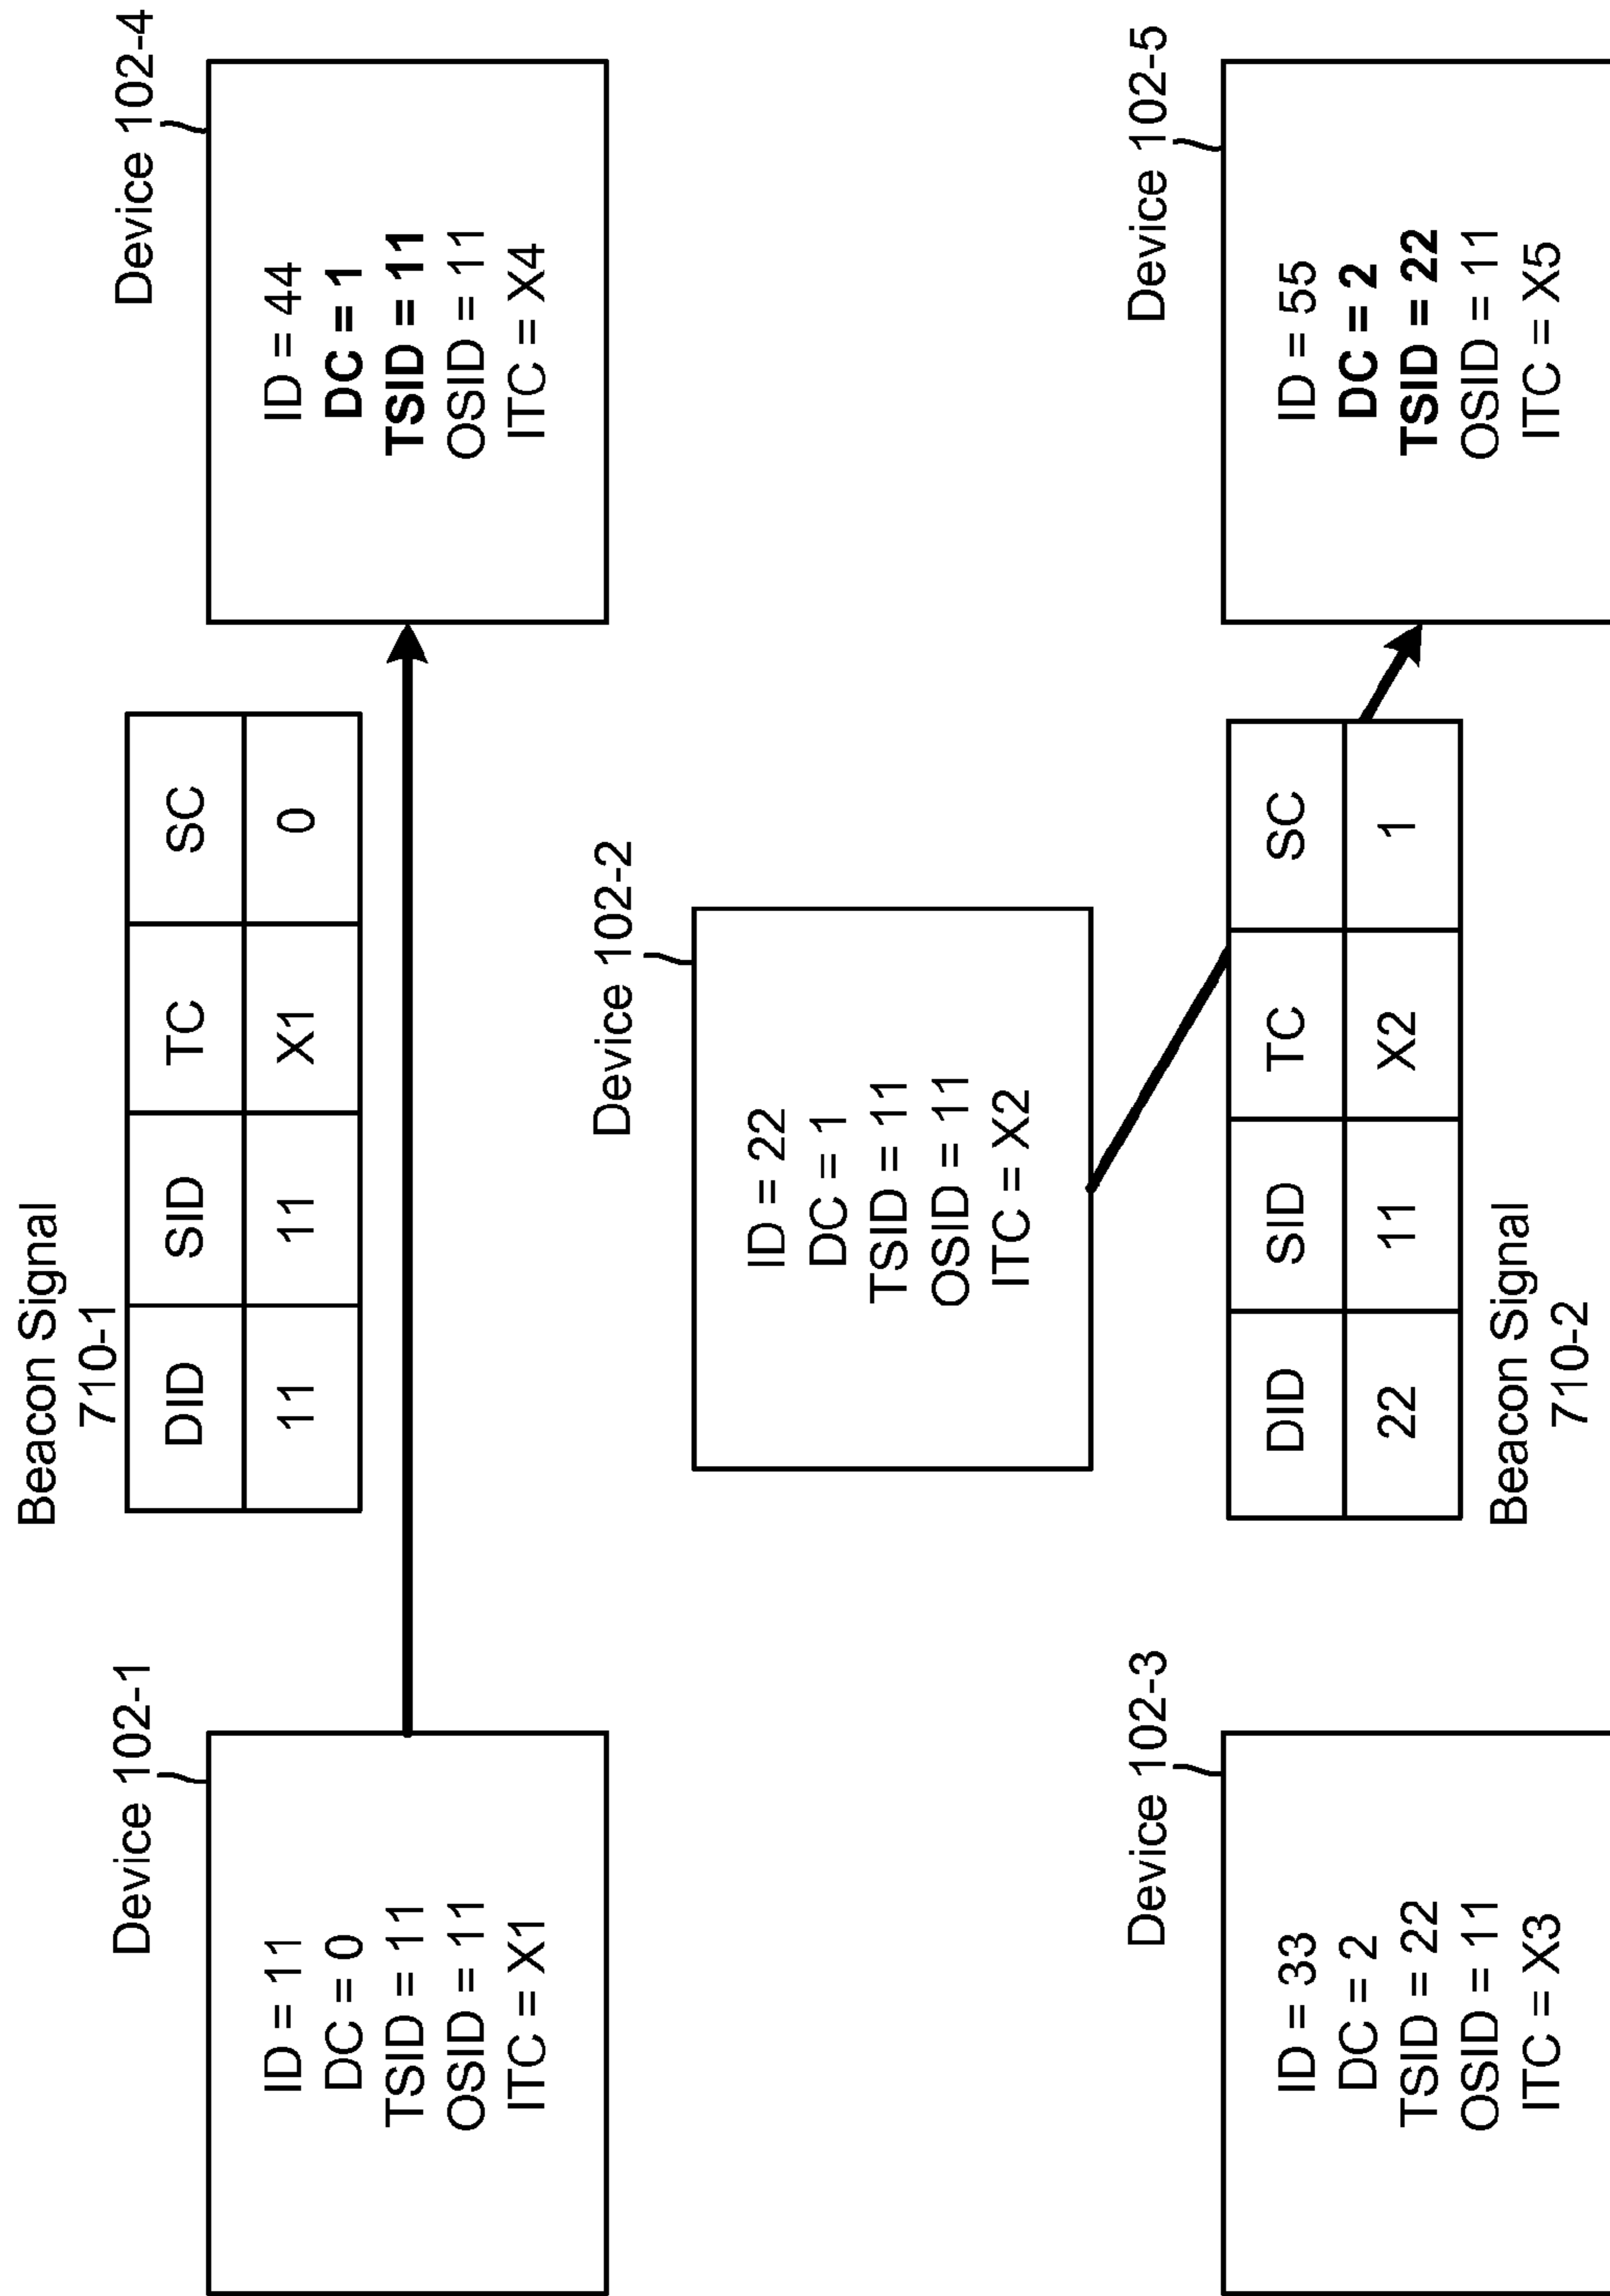 Beacon Signal
710-1
DID SID TC SC
11 11 X1 0
Device 102-1
ID = 11
DC = 0
TSID = 11
OSID = 11
ITC = X1
Device 102-4
ID = 44
DC = 1
TSID = 11
OSID = 11
ITC = X4
Device 102-2
ID = 22
DC = 1
TSID = 11
OSID = 11
ITC = X2
Device 102-3
ID = 33
DC = 2
TSID = 22
OSID = 11
ITC = X3
DID SID TC SC
22 11 X2 1
Beacon Signal
710-2
Device 102-5
ID = 55
DC = 2
TSID = 22
OSID = 11
ITC = X5